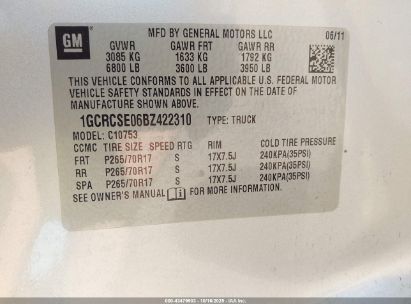 MFD BY GENERAL MOTORS LLC 06/11
GM
GVWR GAWR FRT GAWR RR
3085 KG 1633 KG 1792 KG
6800 LB 3600 LB 3950 LB
THIS VEHICLE CONFORMS TO ALL APPLICABLE U.S. FEDERAL MOTOR
VEHICLE SAFETY STANDARDS IN EFFECT ON THE DATE OF
MANUFACTURE SHOWN ABOVE.
1GCRCSE06BZ422310 TYPE: TRUCK
MODEL: C10753
CCMC TIRE SIZE SPEED RTG RIM COLD TIRE PRESSURE
FRT P265/70R17 S 17X7.5J 240KPA(35PSI)
RR P265/70R17 S 17X7.5J 240KPA(35PSI)
SPA P265/70R17 S 17X7.5J 240KPA(35PSI)
SEE OWNER'S MANUAL FOR MORE INFORMATION.